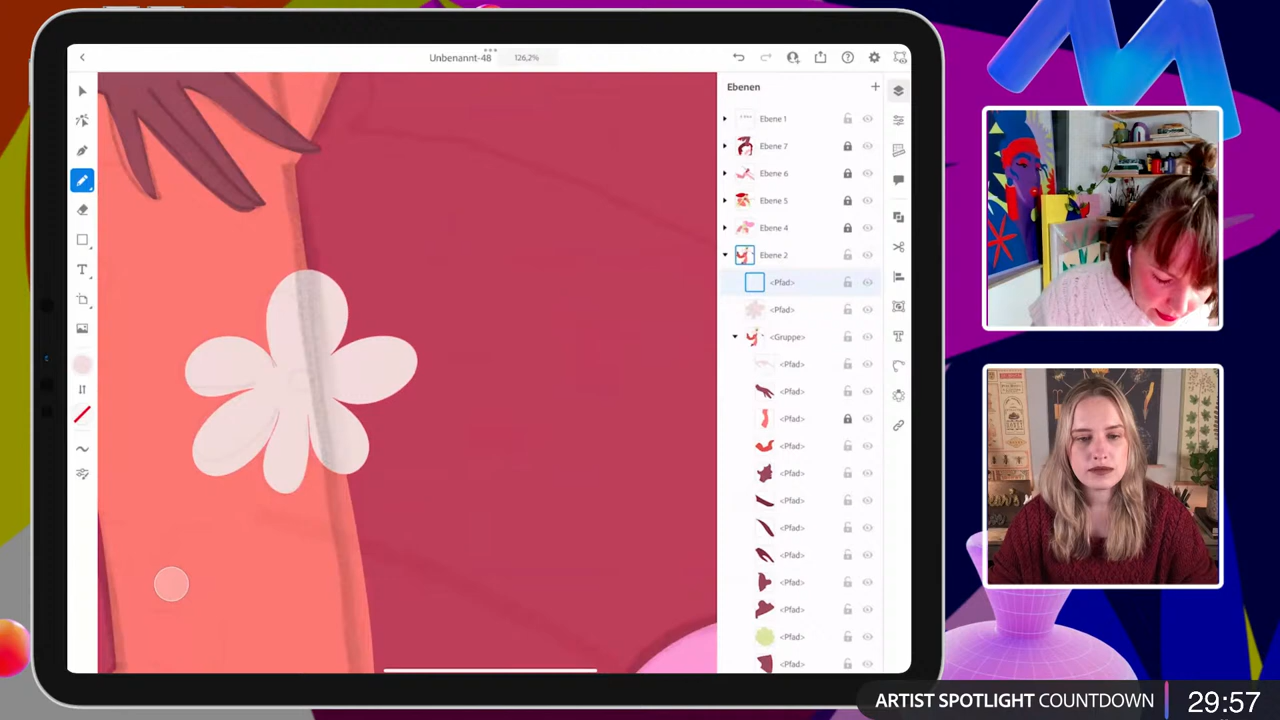 Unbenannt-48
126,2%
Ebenen
Ebene 1
Ebene 7
Ebene 6
Ebene 5
Ebene 4
Ebene 2
<Pfad>
<Pfad>
<Gruppe>
<Pfad>
<Pfad>
<Pfad>
<Pfad>
<Pfad>
<Pfad>
<Pfad>
<Pfad>
<Pfad>
<Pfad>
<Pfad>
<Pfad>
ARTIST SPOTLIGHT COUNTDOWN 29:57